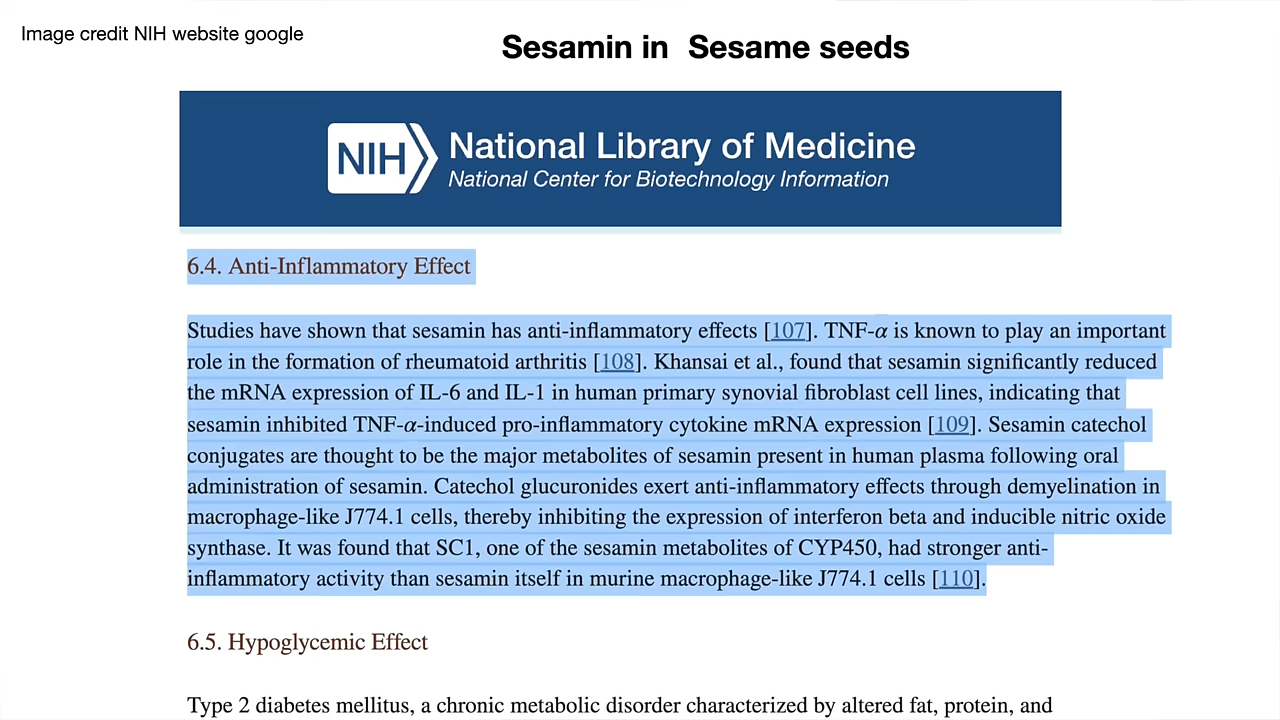 Image credit NIH website google
Sesamin in  Sesame seeds
NIH
National Library of Medicine
National Center for Biotechnology Information
6.4. Anti-Inflammatory Effect
Studies have shown that sesamin has anti-inflammatory effects [107]. TNF-α is known to play an important
role in the formation of rheumatoid arthritis [108]. Khansai et al., found that sesamin significantly reduced
the mRNA expression of IL-6 and IL-1 in human primary synovial fibroblast cell lines, indicating that
sesamin inhibited TNF-α-induced pro-inflammatory cytokine mRNA expression [109]. Sesamin catechol
conjugates are thought to be the major metabolites of sesamin present in human plasma following oral
administration of sesamin. Catechol glucuronides exert anti-inflammatory effects through demyelination in
macrophage-like J774.1 cells, thereby inhibiting the expression of interferon beta and inducible nitric oxide
synthase. It was found that SC1, one of the sesamin metabolites of CYP450, had stronger anti-
inflammatory activity than sesamin itself in murine macrophage-like J774.1 cells [110].
6.5. Hypoglycemic Effect
Type 2 diabetes mellitus, a chronic metabolic disorder characterized by altered fat, protein, and